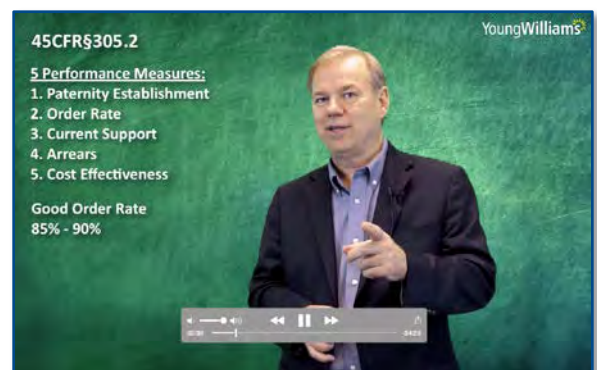 YoungWilliams
45CFR§305.2
5 Performance Measures:
1. Paternity Establishment
2. Order Rate
3. Current Support
4. Arrears
5. Cost Effectiveness
Good Order Rate
85% - 90%